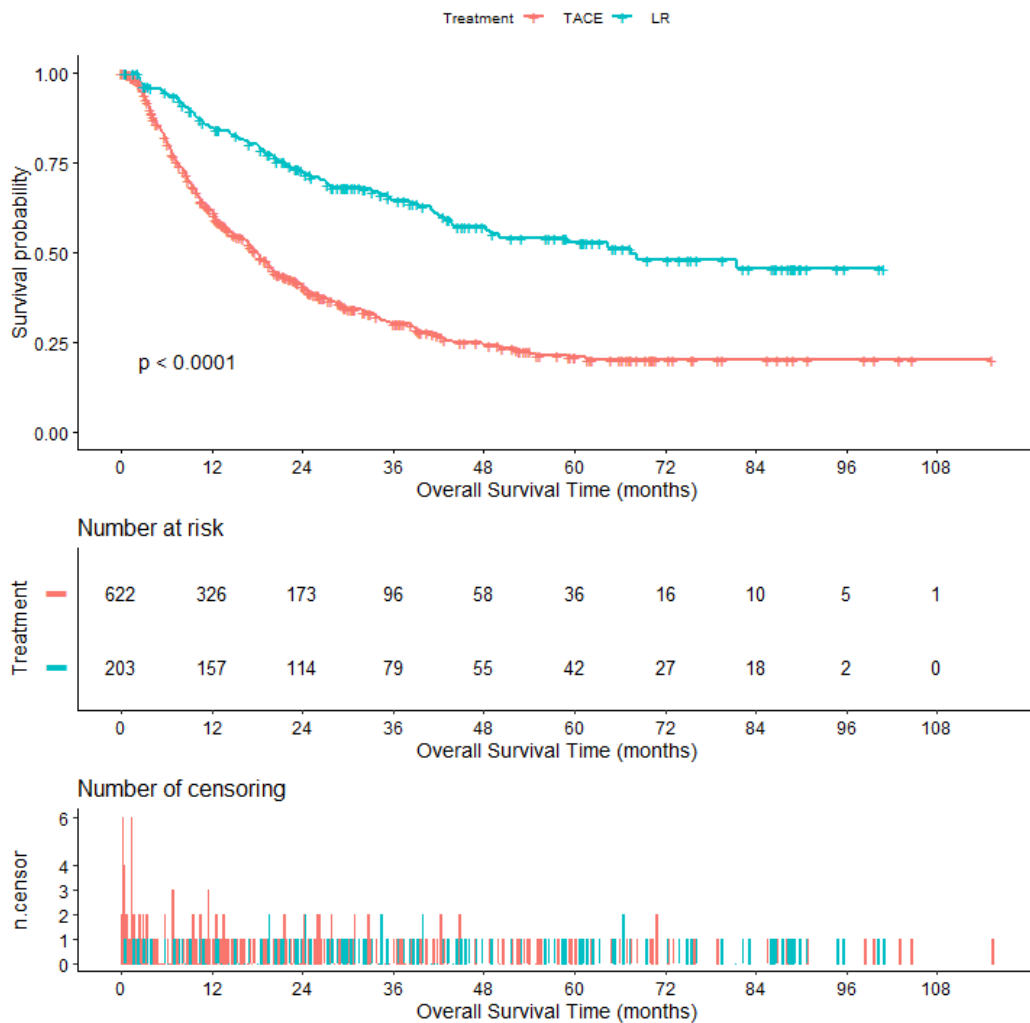 Treatment TACE LR
1.00
0.75
0.50
0.25
0.00
Survival probability
p < 0.0001
0 12 24 36 48 60 72 84 96 108
Overall Survival Time (months)
Number at risk
Treatment
622 326 173 96 58 36 16 10 5 1
203 157 114 79 55 42 27 18 2 0
0 12 24 36 48 60 72 84 96 108
Overall Survival Time (months)
Number of censoring
n.censor
6
4
3
2
1
0
0 12 24 36 48 60 72 84 96 108
Overall Survival Time (months)